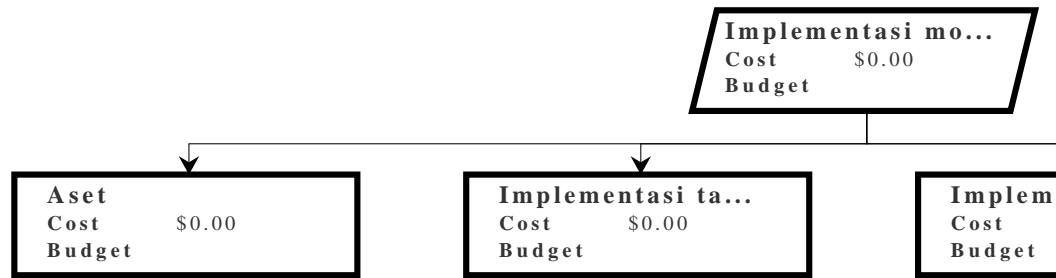 Implementasi mo...
Cost $0.00
Budget
Aset
Cost $0.00
Budget
Implementasi ta...
Cost $0.00
Budget
Implem
Cost
Budget